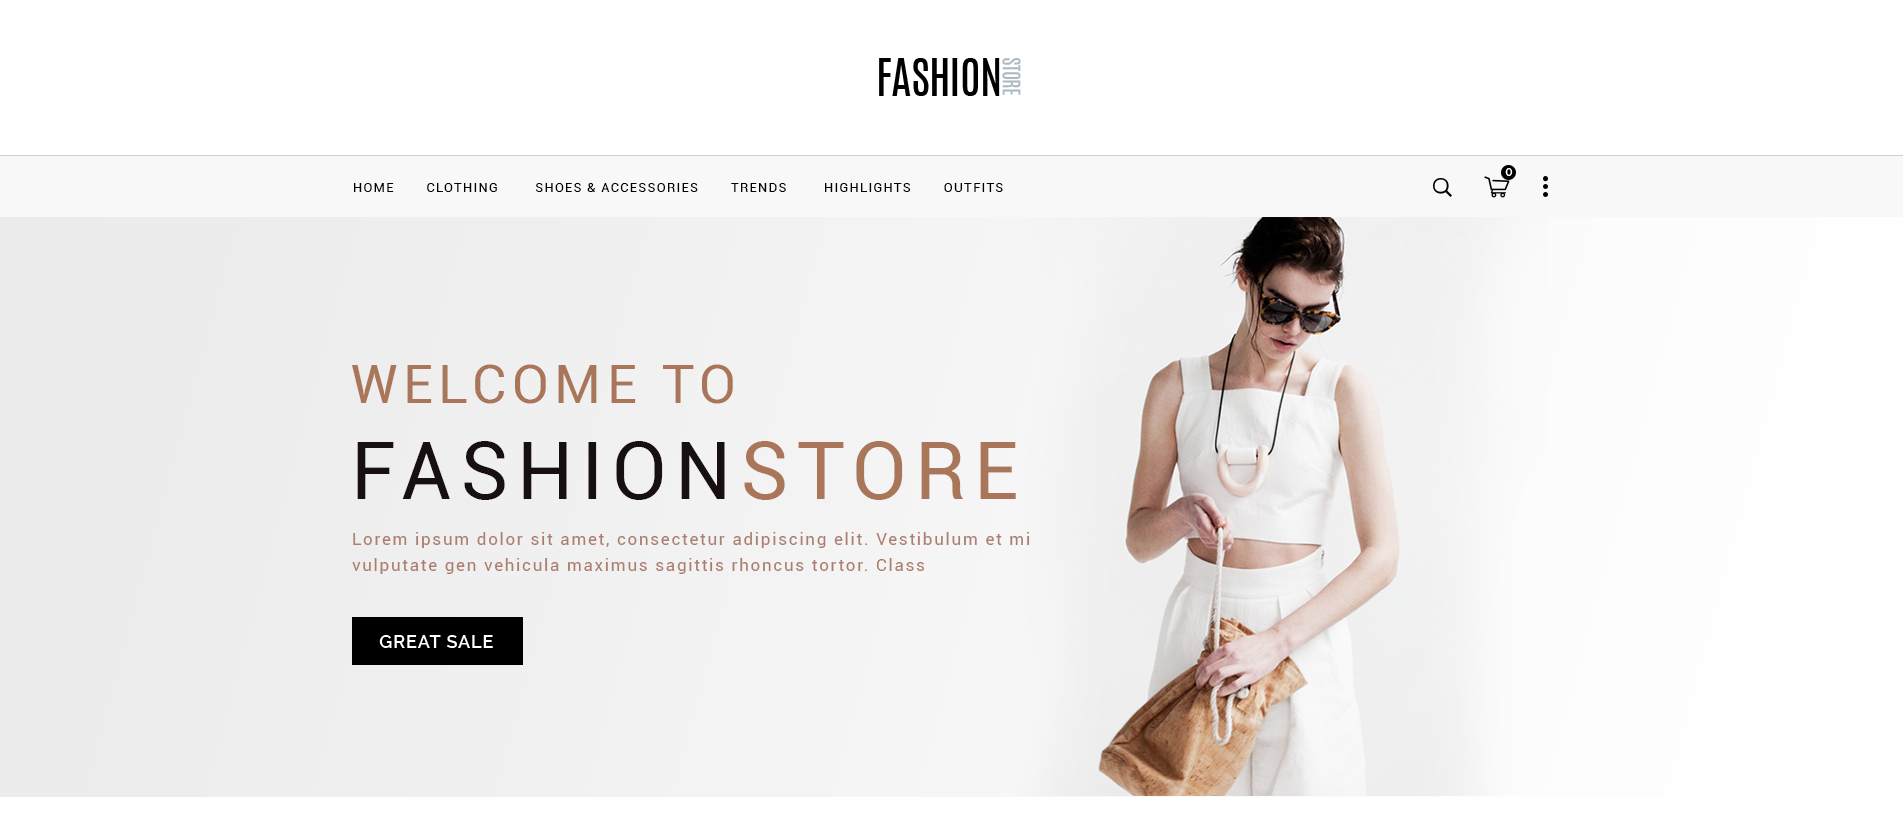 FASHION STORE
HOME CLOTHING SHOES & ACCESSORIES TRENDS HIGHLIGHTS OUTFITS 0
WELCOME TO
FASHIONSTORE
Lorem ipsum dolor sit amet, consectetur adipiscing elit. Vestibulum et mi
vulputate gen vehicula maximus sagittis rhoncus tortor. Class
GREAT SALE